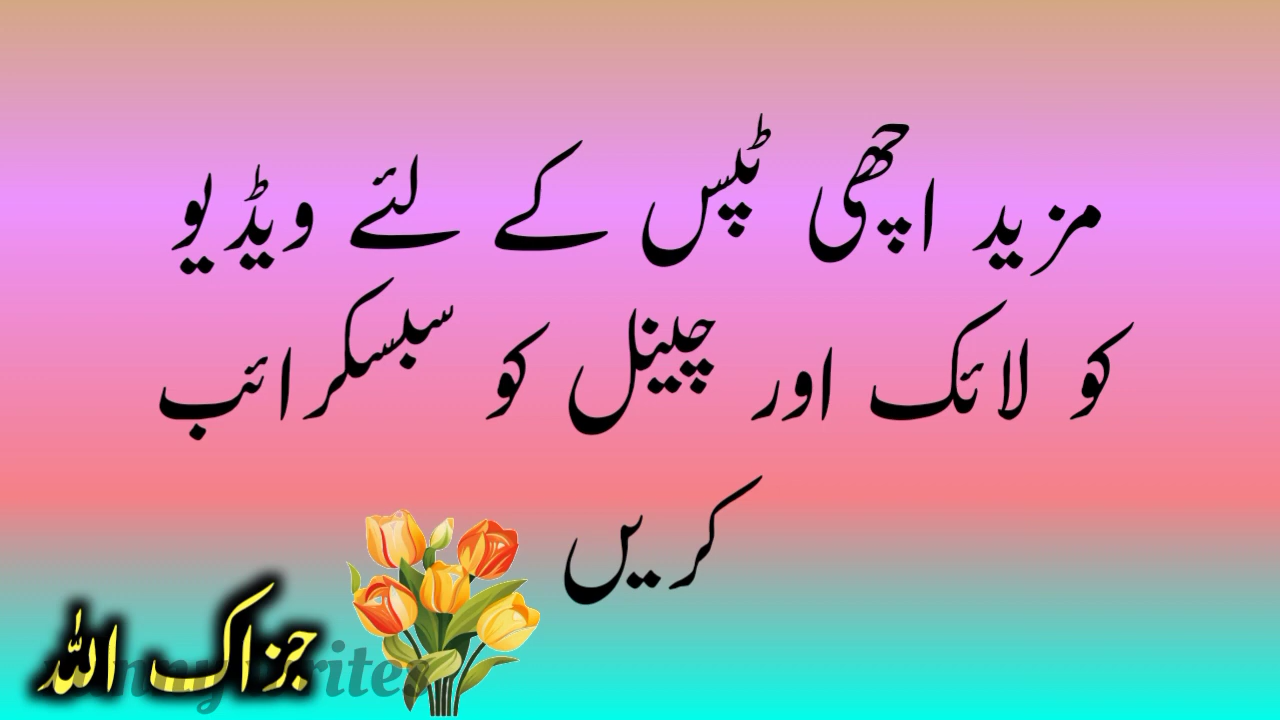 مزید اچھی ٹپس کے لئے ویڈیو
کو لائک اور چینل کو سبسکرائب
کریں
جزاک اللہ